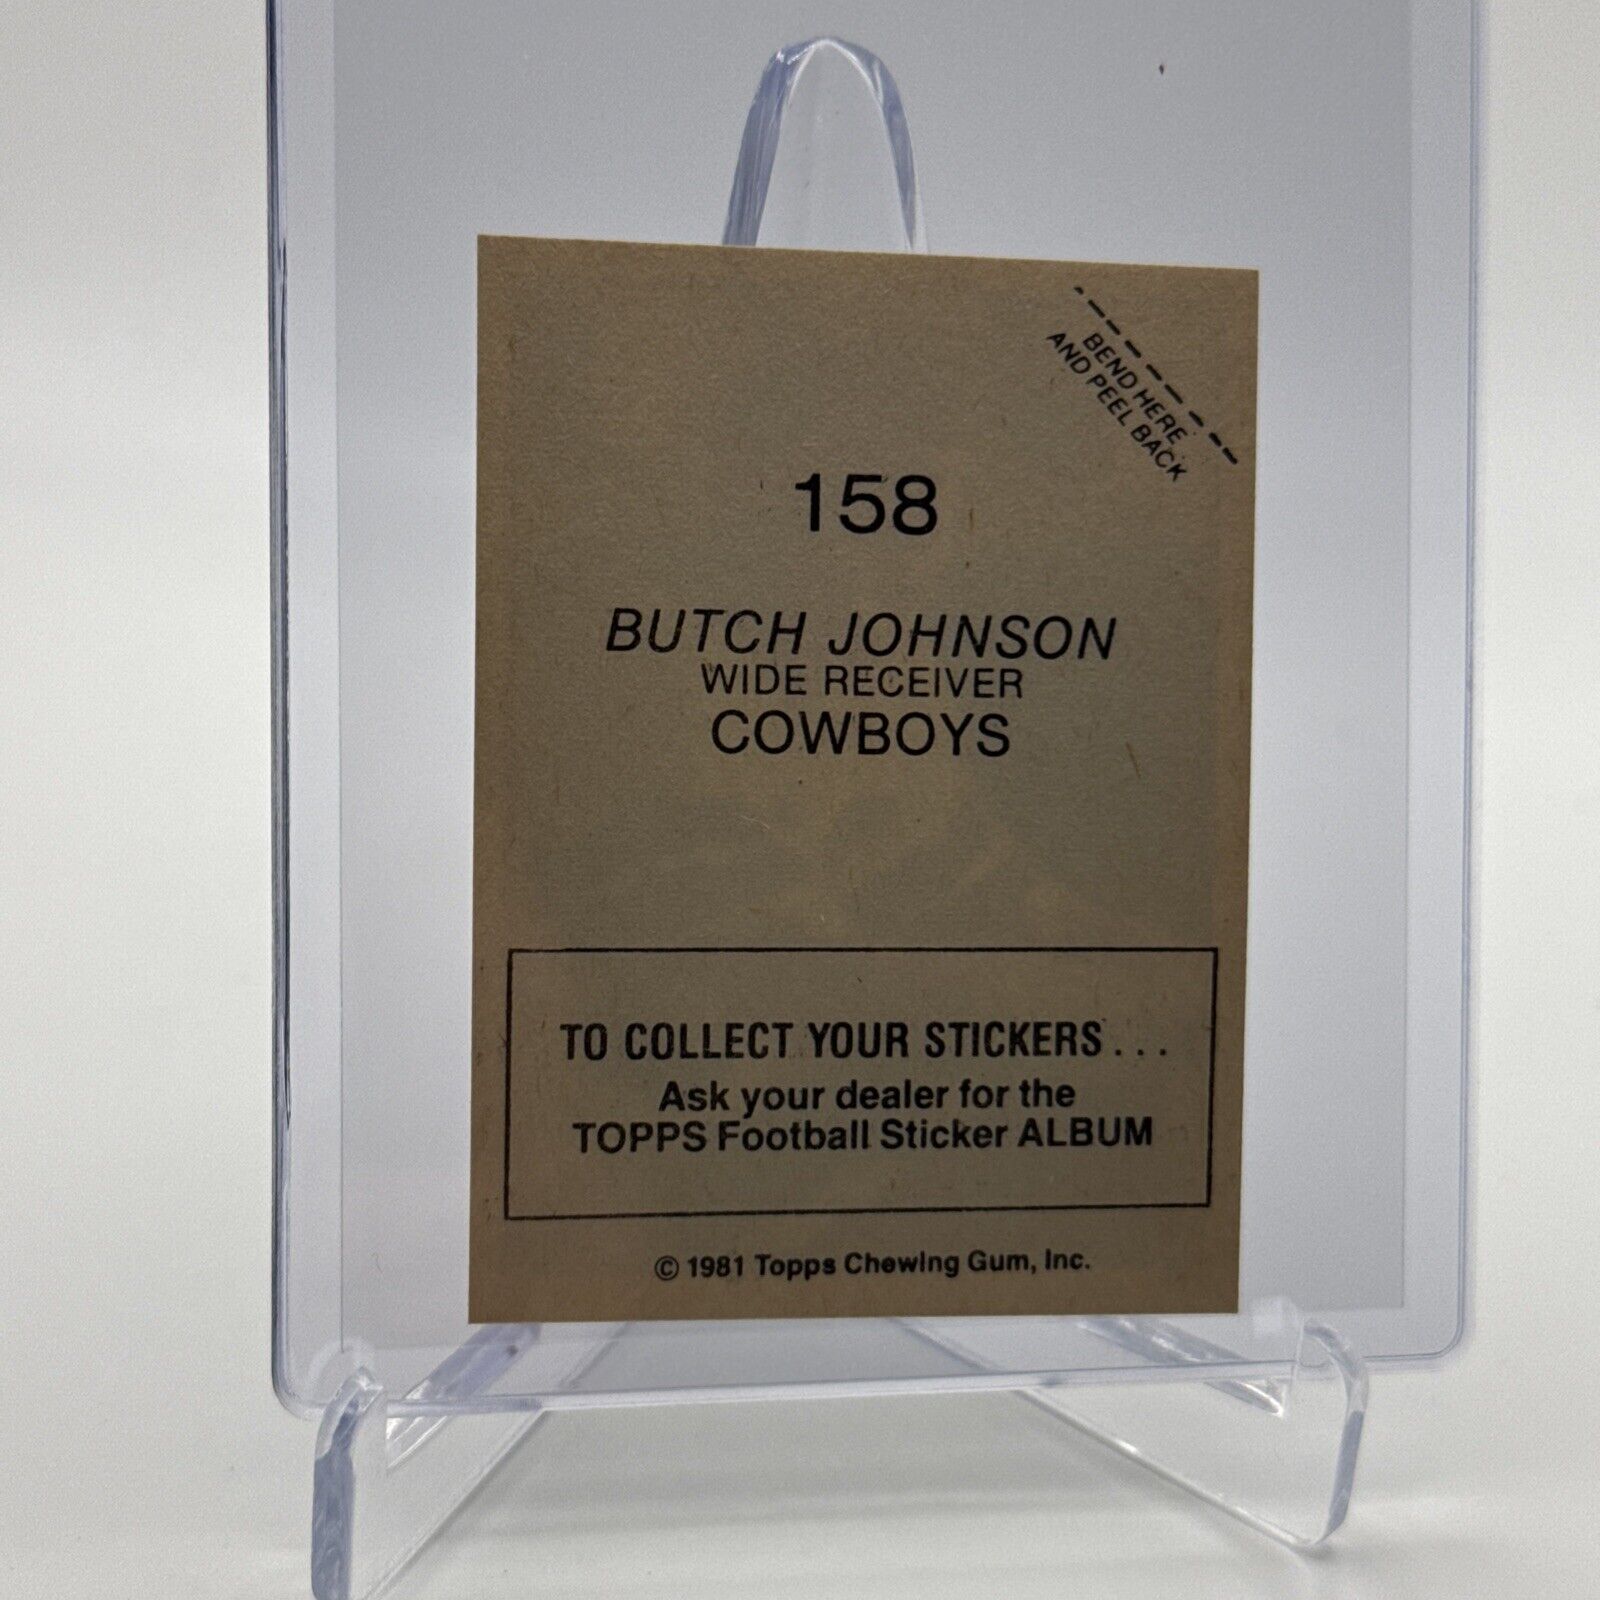 BEND HERE
AND PEEL BACK
158
BUTCH JOHNSON
WIDE RECEIVER
COWBOYS
TO COLLECT YOUR STICKERS...
Ask your dealer for the
TOPPS Football Sticker ALBUM
© 1981 Topps Chewing Gum, Inc.